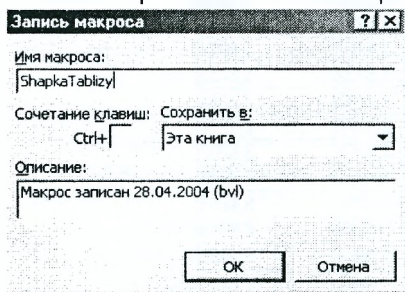 Запись макроса
Имя макроса:
ShapkaTablizy
Сочетание клавиш: Сохранить в:
Ctrl+ Эта книга
Описание:
Макрос записан 28.04.2004 (bvl)
ОК Отмена